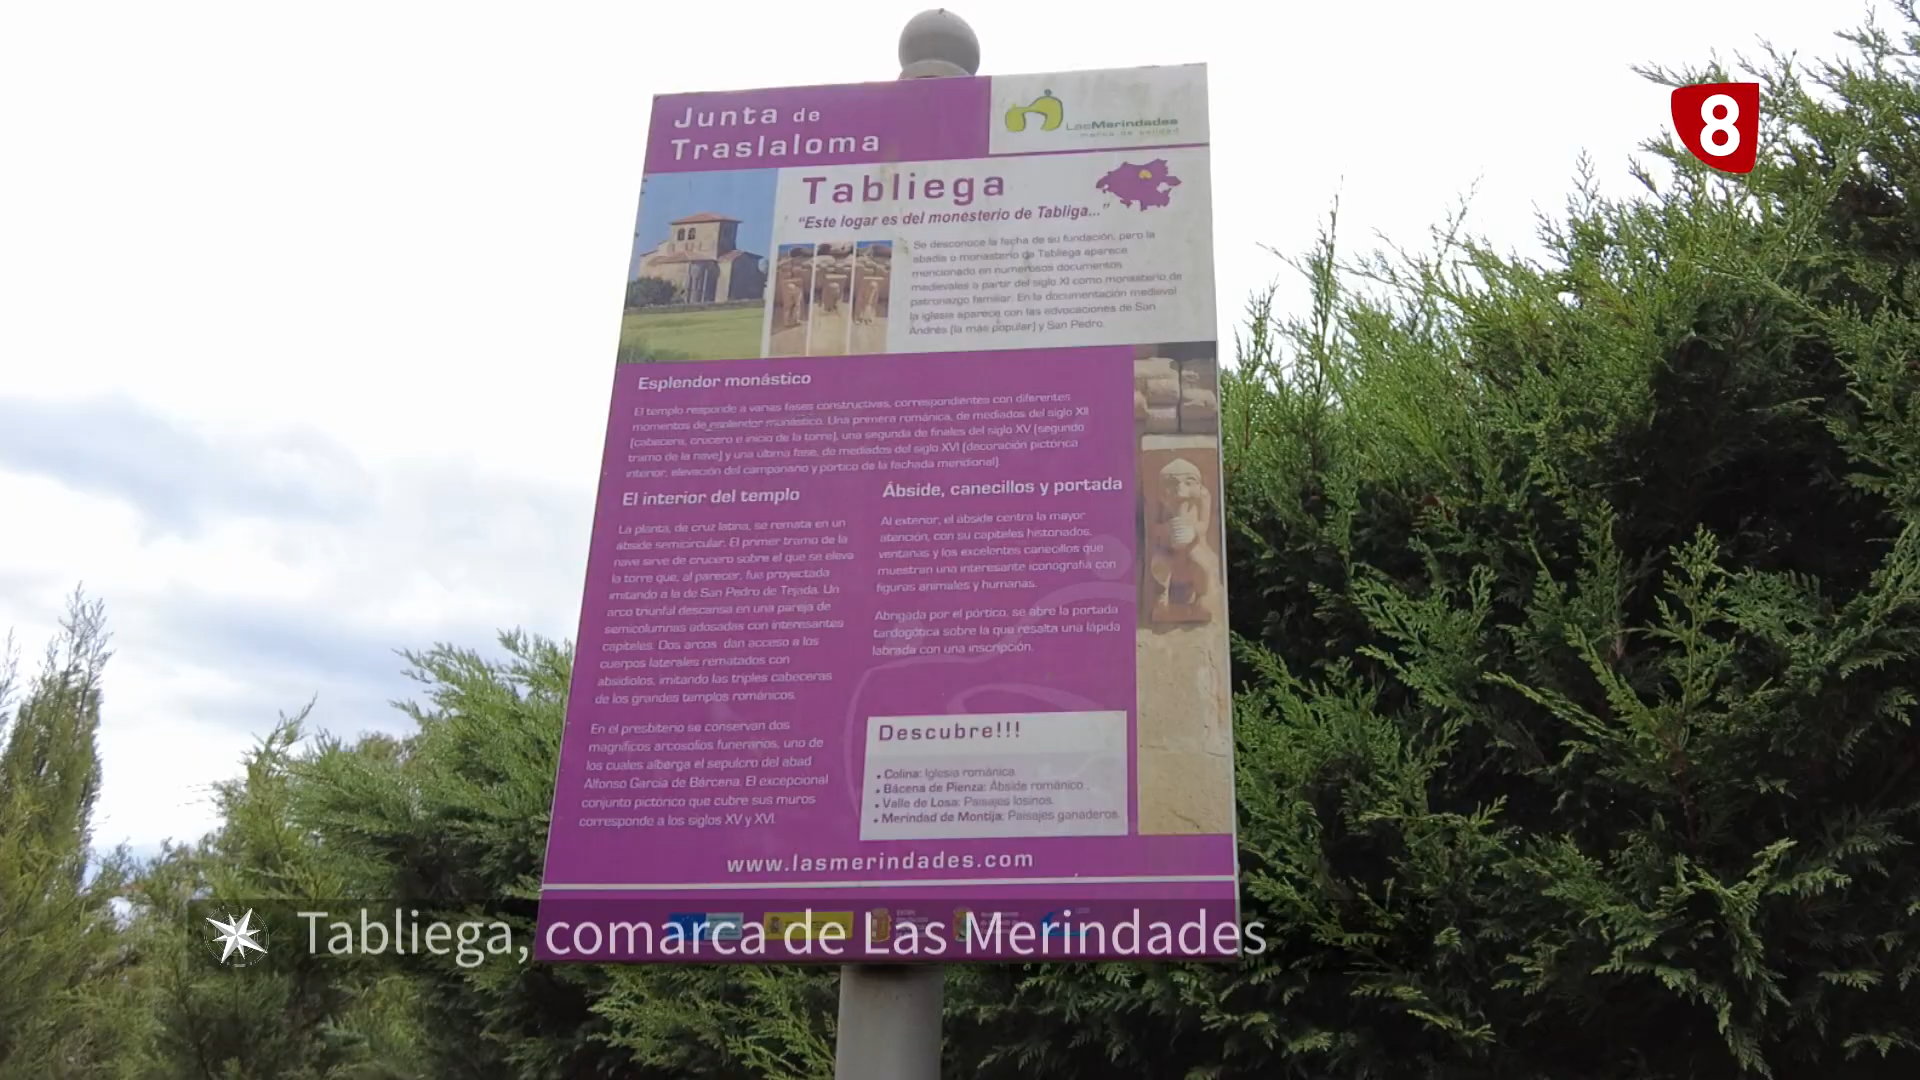 8
Junta de
Traslaloma
LasMerindades
marca de calidad
Tabliega
“Este logar es del monesterio de Tabliga...”
Se desconoce la fecha de su fundación, pero la
abadía o monasterio de Tabliega aparece
mencionado en numerosos documentos
medievales a partir del siglo XI como monasterio de
patronazgo familiar. En la documentación medieval
la iglesia aparece con las advocaciones de San
Andrés (la más popular) y San Pedro.
Esplendor monástico
El templo responde a varias fases constructivas, correspondientes con diferentes
momentos de esplendor monástico. Una primera románica, de mediados del siglo XII
(cabecera, crucero e inicio de la torre), una segunda de finales del siglo XV (segundo
tramo de la nave) y una última fase, de mediados del siglo XVI (decoración pictórica
interior, elevación del campanario y pórtico de la fachada meridional).
El interior del templo
La planta, de cruz latina, se remata en un
ábside semicircular. El primer tramo de la
nave sirve de crucero sobre el que se eleva
la torre que, al parecer, fue proyectada
imitando a la de San Pedro de Tejada. Un
arco triunfal descansa en una pareja de
semicolumnas adosadas con interesantes
capiteles. Dos arcos dan acceso a los
cuerpos laterales rematados con
absidiolos, imitando las triples cabeceras
de los grandes templos románicos.
En el presbiterio se conservan dos
magníficos arcosolios funerarios, uno de
los cuales alberga el sepulcro del abad
Alfonso García de Bárcena. El excepcional
conjunto pictórico que cubre sus muros
corresponde a los siglos XV y XVI.
Ábside, canecillos y portada
Al exterior, el ábside centra la mayor
atención, con su capiteles historiados,
ventanas y los excelentes canecillos que
muestran una interesante iconografía con
figuras animales y humanas.
Abrigada por el pórtico, se abre la portada
tardogótica sobre la que resalta una lápida
labrada con una inscripción.
Descubre!!!
• Colina: Iglesia románica.
• Bácena de Pienza: Ábside románico.
• Valle de Losa: Paisajes losinos.
• Merindad de Montija: Paisajes ganaderos.
www.lasmerindades.com
Tabliega, comarca de Las Merindades